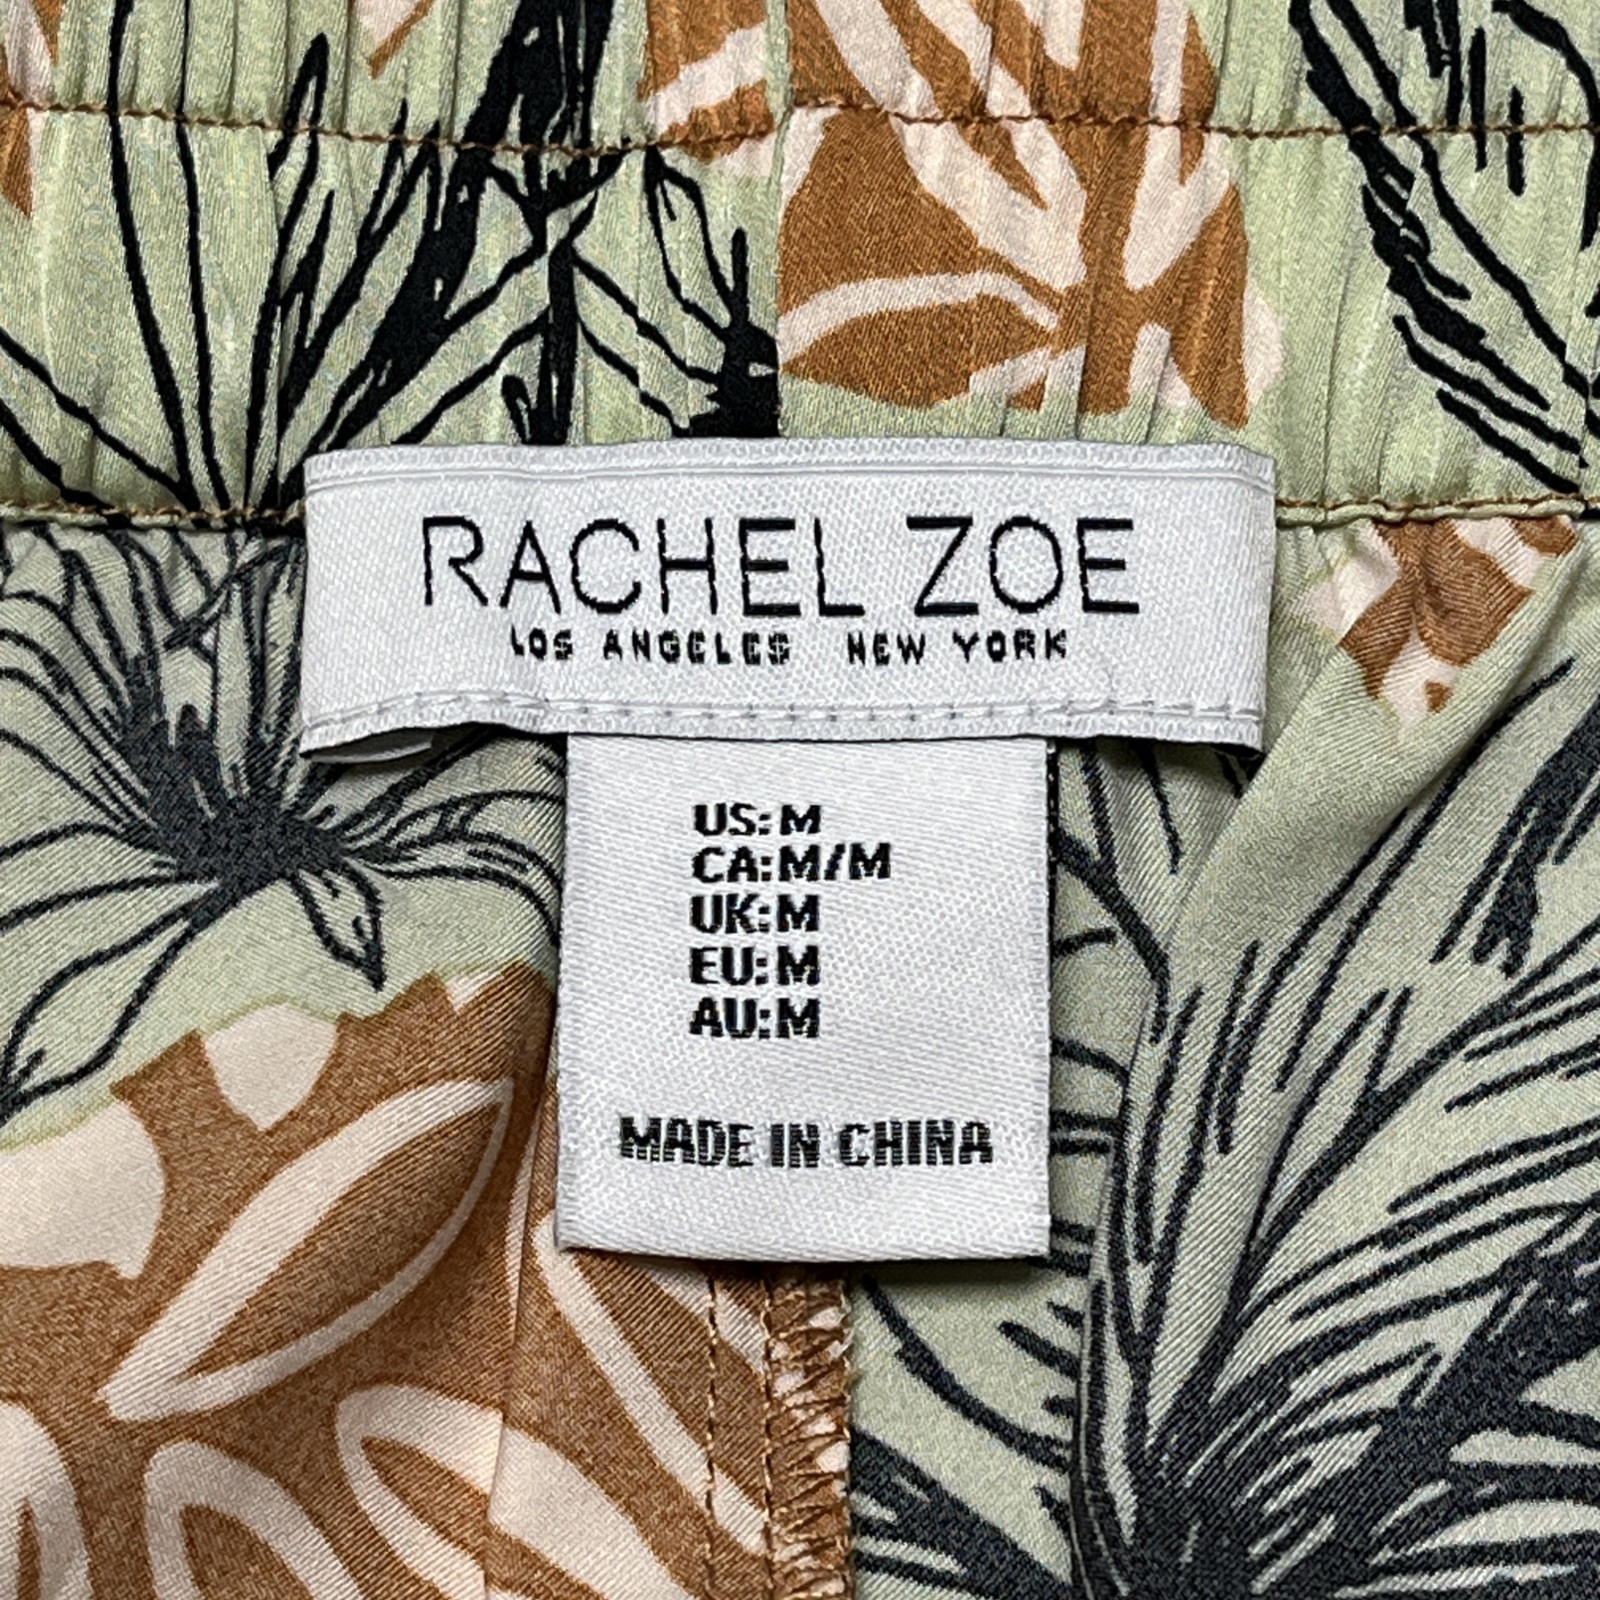 RACHEL ZOE
LOS ANGELES NEW YORK
US:M
CA:M/M
UK:M
EU:M
AU:M
MADE IN CHINA